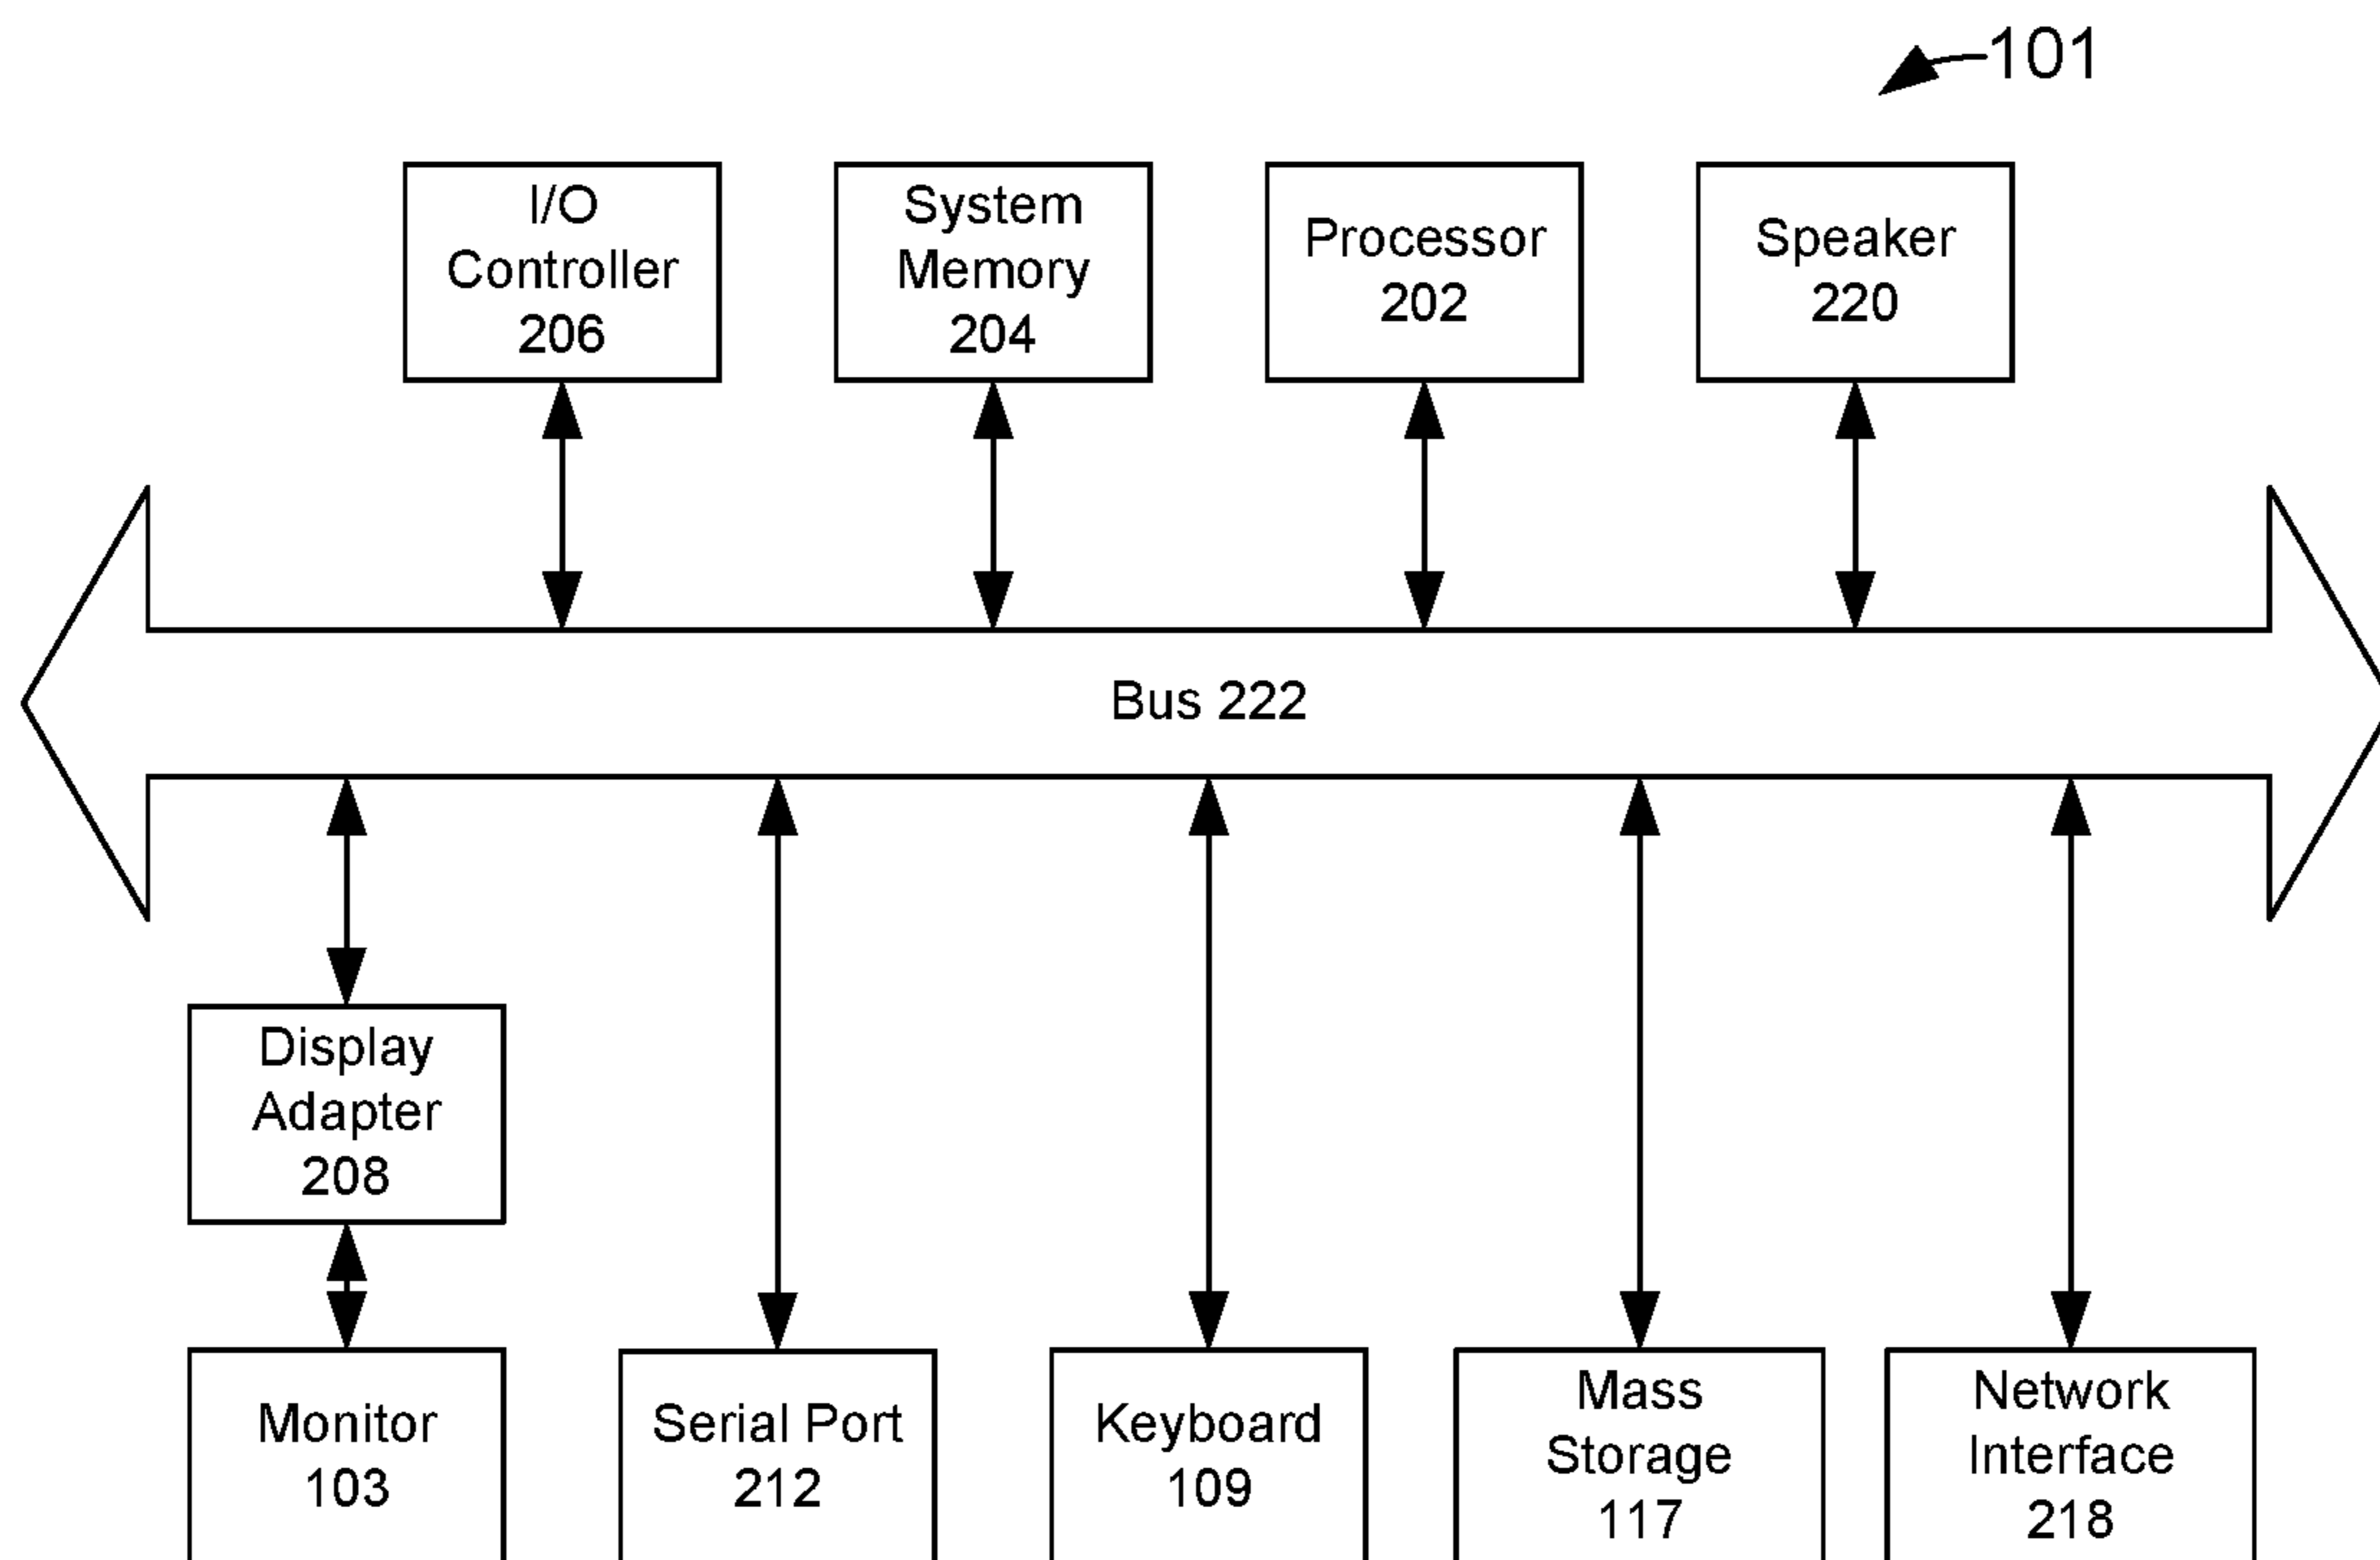 101
I/O
Controller
206
System
Memory
204
Processor
202
Speaker
220
Bus 222
Display
Adapter
208
Monitor
103
Serial Port
212
Keyboard
109
Mass
Storage
117
Network
Interface
218